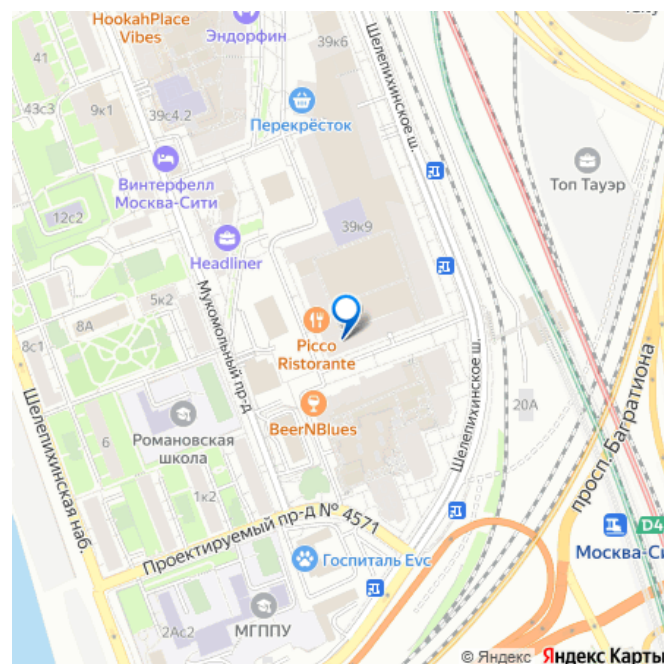 HookahPlace
Vibes
Эндорфин
39к6
Шелепихинское ш.
41
43с3
9к1
39с4.2
Перекрёсток
Винтерфелл
Москва-Сити
Топ Тауэр
12с2
39к9
Headliner
5к2
Мукомольный пр-д
8А
8с1
Picco
Ristorante
BeerNBlues
Шелепихинское ш.
20А
просп. Багратиона
Шелепихинская наб.
6
Романовская
школа
1к2
Проектируемый пр-д № 4571
D4
Москва-Си
Госпиталь Evc
2Ас2
МГППУ
© Яндекс Яндекс Карты